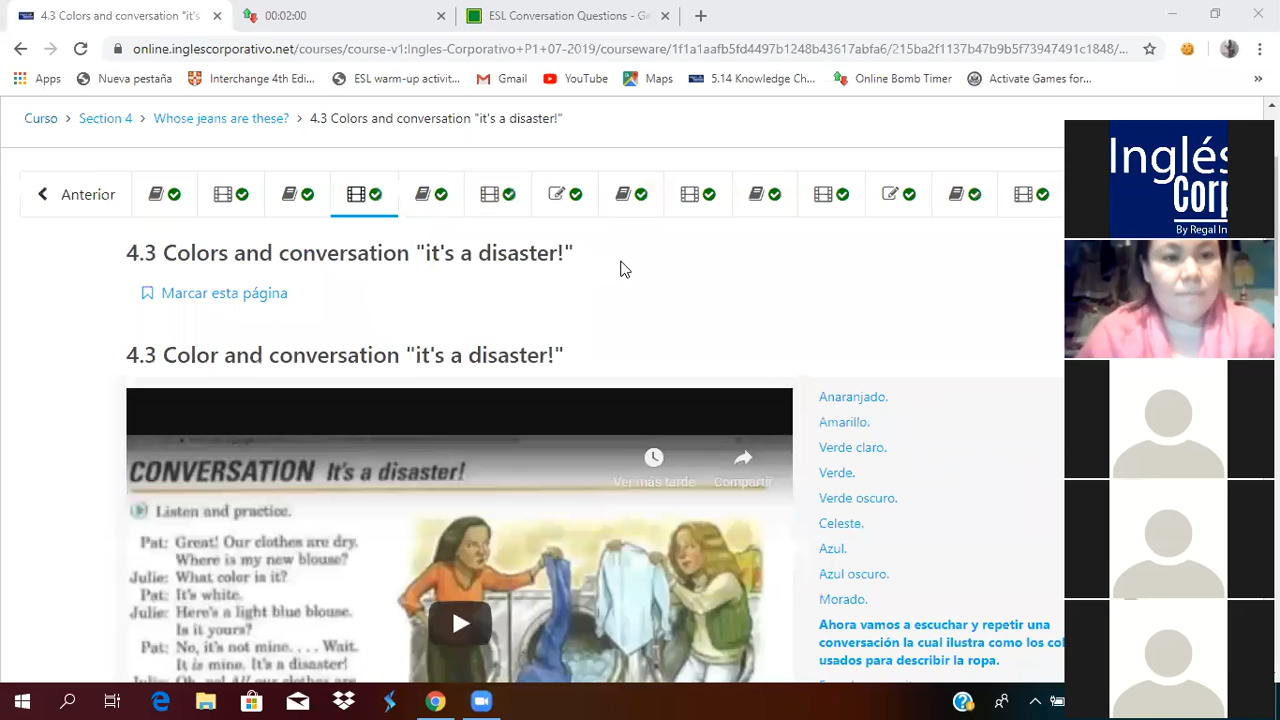 4.3 Colors and conversation "it's
00:02:00
ESL Conversation Questions - Ge
online.inglescorporativo.net/courses/course-v1:Ingles-Corporativo+P1+07-2019/courseware/1f1a1aafb5fd4497b1248b43617abfa6/215ba2f1137b47b9b5f73947491c1848/...
Apps Nueva pestaña Interchange 4th Edi... ESL warm-up activit... Gmail YouTube Maps 5.14 Knowledge Ch... Online Bomb Timer Activate Games for... »
Curso > Section 4 > Whose jeans are these? > 4.3 Colors and conversation "it's a disaster!"
Anterior
4.3 Colors and conversation "it's a disaster!"
Marcar esta página
4.3 Color and conversation "it's a disaster!"
CONVERSATION It's a disaster!
Ver más tarde
Compartir
Listen and practice.
Pat: Great! Our clothes are dry.
Where is my new blouse?
Julie: What color is it?
Pat: It's white.
Julie: Here's a light blue blouse.
Is it yours?
Pat: No, it's not mine. . . . Wait.
It is mine. It's a disaster!
Anaranjado.
Amarillo.
Verde claro.
Verde.
Verde oscuro.
Celeste.
Azul.
Azul oscuro.
Morado.
Ahora vamos a escuchar y repetir una
conversación la cual ilustra como los col
usados para describir la ropa.
Inglés
Corp
By Regal In